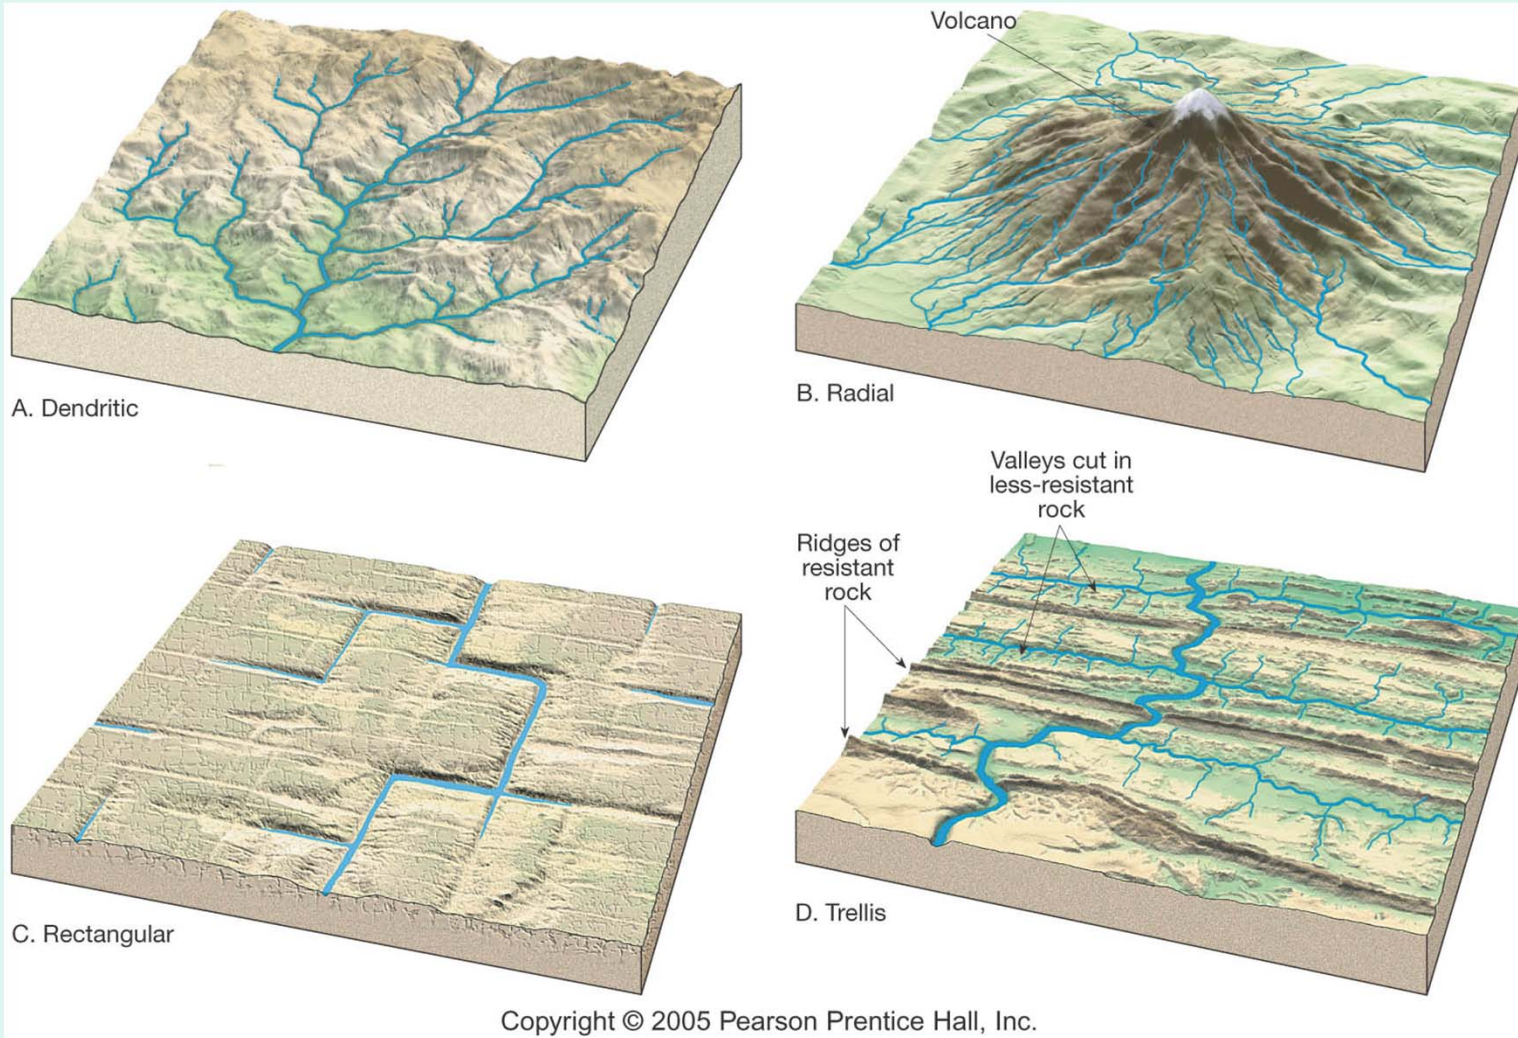 Volcano
A. Dendritic
B. Radial
Valleys cut in
less-resistant
rock
Ridges of
resistant
rock
C. Rectangular
D. Trellis
Copyright © 2005 Pearson Prentice Hall, Inc.